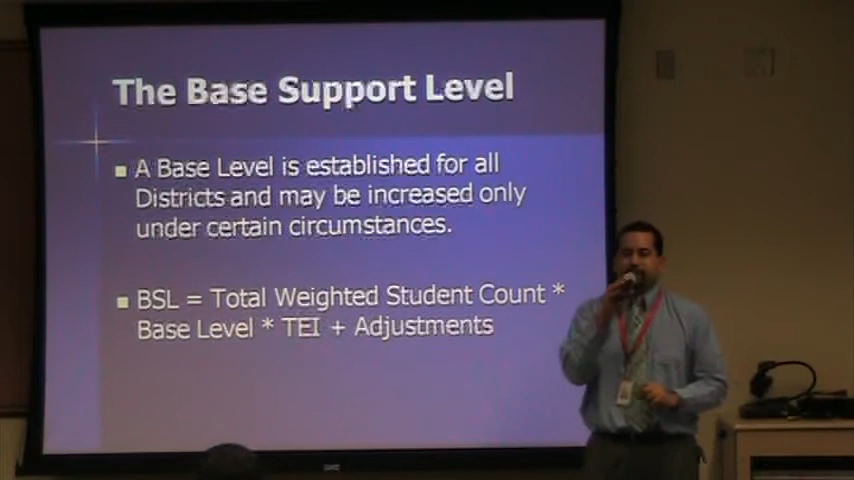 The Base Support Level
A Base Level is established for all
Districts and may be increased only
under certain circumstances.
BSL = Total Weighted Student Count *
Base Level * TEI + Adjustments